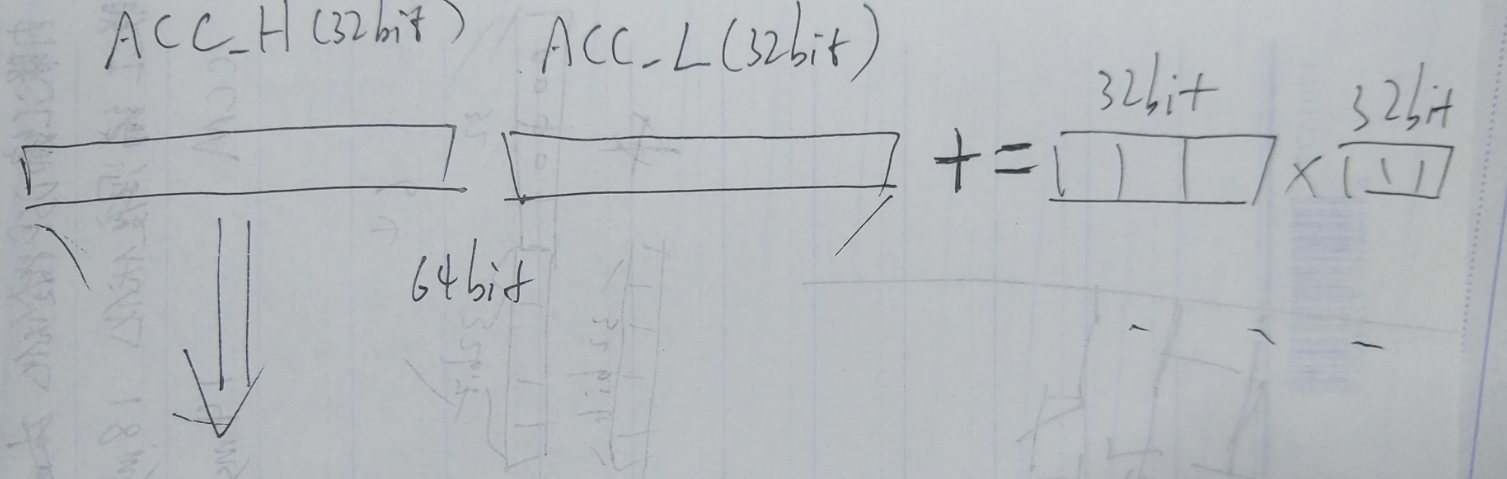 ACC_H (32bit) ACC_L (32bit)
32bit 32bit
+= ×
64bit